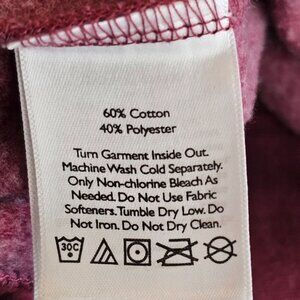 60% Cotton
40% Polyester
Turn Garment Inside Out.
Machine Wash Cold Separately.
Only Non-chlorine Bleach As
Needed. Do Not Use Fabric
Softeners. Tumble Dry Low. Do
Not Iron. Do Not Dry Clean.
30C